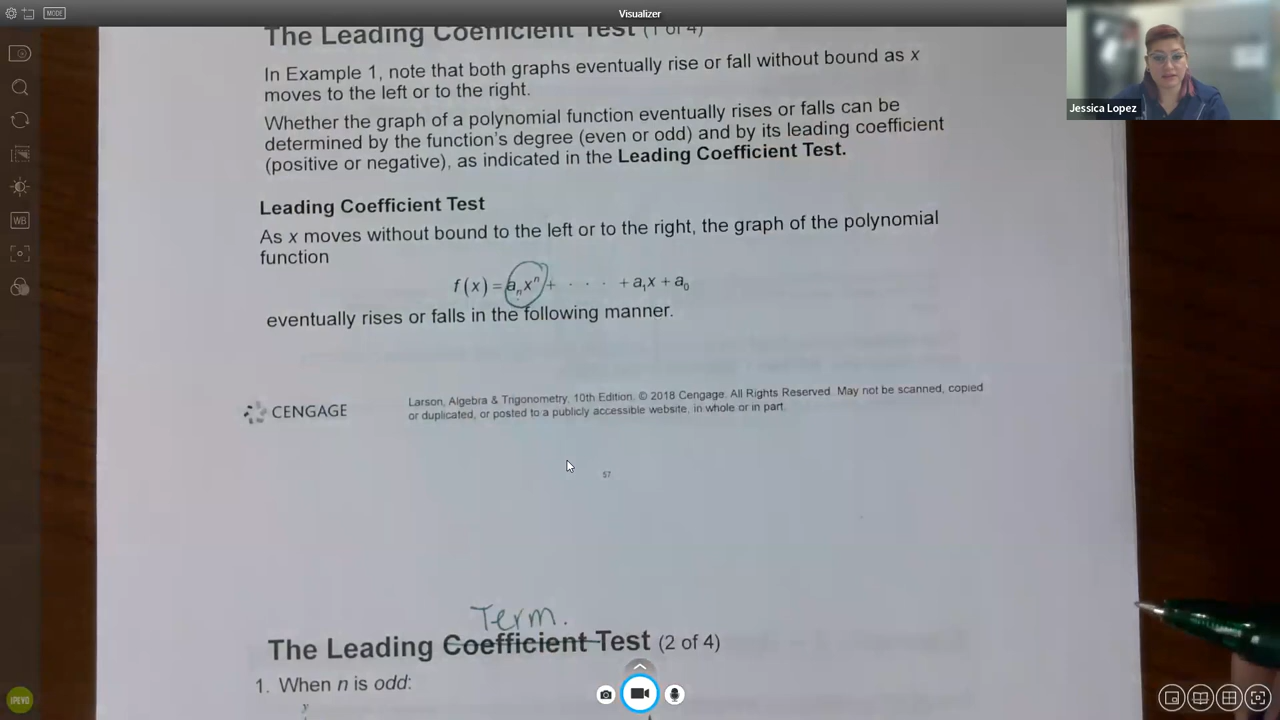 MODE
Visualizer
The Leading Coefficient Test (1 of 4)
In Example 1, note that both graphs eventually rise or fall without bound as x
moves to the left or to the right.
Jessica Lopez
Whether the graph of a polynomial function eventually rises or falls can be
determined by the function's degree (even or odd) and by its leading coefficient
(positive or negative), as indicated in the Leading Coefficient Test.
WB
Leading Coefficient Test
As x moves without bound to the left or to the right, the graph of the polynomial
function
f(x) = aₙxⁿ + · · · + a₁x + a₀
eventually rises or falls in the following manner.
CENGAGE
Larson, Algebra & Trigonometry, 10th Edition. © 2018 Cengage. All Rights Reserved. May not be scanned, copied
or duplicated, or posted to a publicly accessible website, in whole or in part.
57
Term.
The Leading Coefficient Test (2 of 4)
1. When n is odd:
y
IPEVO